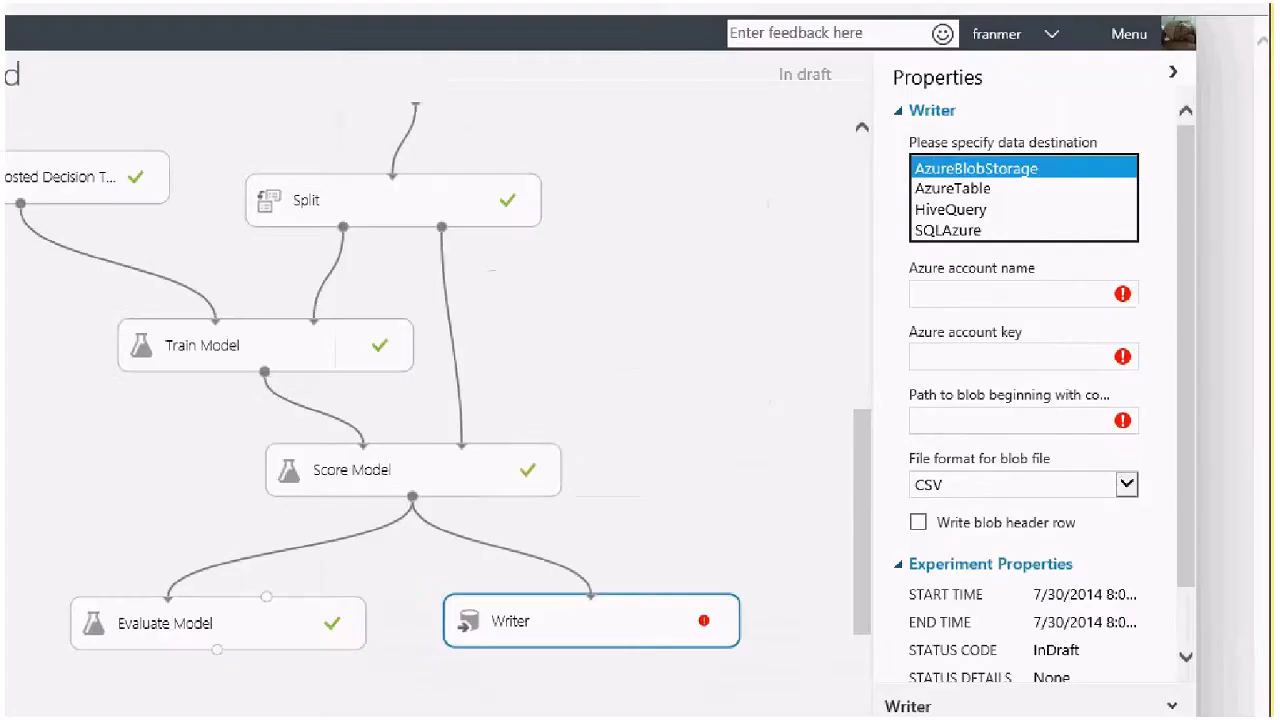 Enter feedback here
franmer
Menu
d
In draft
Properties
Writer
Please specify data destination
AzureBlobStorage
AzureTable
HiveQuery
SQLAzure
osted Decision T...
Split
Azure account name
Train Model
Azure account key
Path to blob beginning with co...
File format for blob file
Score Model
CSV
Write blob header row
Experiment Properties
START TIME 7/30/2014 8:0...
END TIME 7/30/2014 8:0...
Evaluate Model
Writer
STATUS CODE InDraft
STATUS DETAILS None
Writer